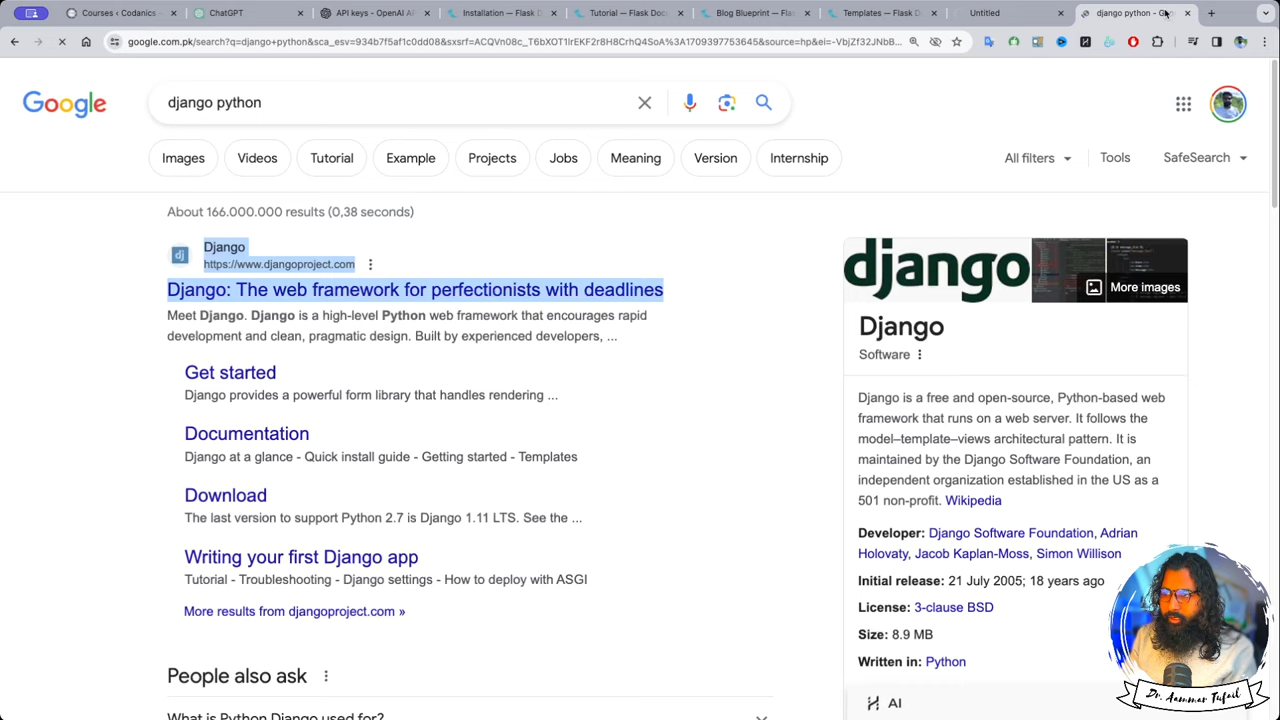 Courses < Codanics -
ChatGPT
API keys - OpenAI AP
Installation — Flask D
Tutorial — Flask Doc
Blog Blueprint — Flas
Templates — Flask D
Untitled
django python - G
google.com.pk/search?q=django+python&sca_esv=934b7f5af1c0dd08&sxsrf=ACQVn08c_T6bXOT1lrEKF2r8H8CrhQ4SoA%3A1709397753645&source=hp&ei=-VbjZf32JNbB...
Google
django python
Images
Videos
Tutorial
Example
Projects
Jobs
Meaning
Version
Internship
All filters
Tools
SafeSearch
About 166.000.000 results (0,38 seconds)
dj
Django
https://www.djangoproject.com
Django: The web framework for perfectionists with deadlines
Meet Django. Django is a high-level Python web framework that encourages rapid
development and clean, pragmatic design. Built by experienced developers, ...
Get started
Django provides a powerful form library that handles rendering ...
Documentation
Django at a glance - Quick install guide - Getting started - Templates
Download
The last version to support Python 2.7 is Django 1.11 LTS. See the ...
Writing your first Django app
Tutorial - Troubleshooting - Django settings - How to deploy with ASGI
More results from djangoproject.com »
People also ask
What is Python Django used for?
django
More images
Django
Software
Django is a free and open-source, Python-based web
framework that runs on a web server. It follows the
model–template–views architectural pattern. It is
maintained by the Django Software Foundation, an
independent organization established in the US as a
501 non-profit. Wikipedia
Developer: Django Software Foundation, Adrian
Holovaty, Jacob Kaplan-Moss, Simon Willison
Initial release: 21 July 2005; 18 years ago
License: 3-clause BSD
Size: 8.9 MB
Written in: Python
AI
Dr. Aammar Tufail